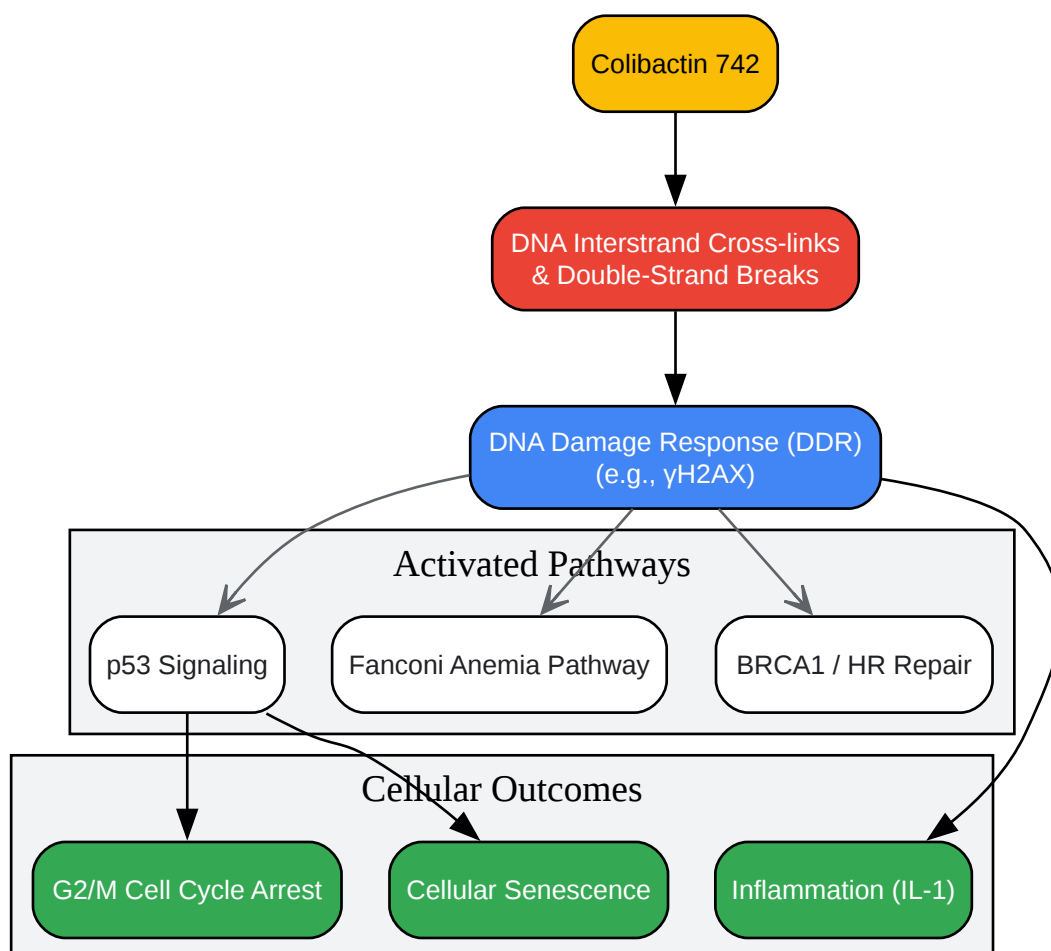 Colibactin 742
DNA Interstrand Cross-links
& Double-Strand Breaks
DNA Damage Response (DDR)
(e.g., γH2AX)
Activated Pathways
p53 Signaling
Fanconi Anemia Pathway
BRCA1 / HR Repair
Cellular Outcomes
G2/M Cell Cycle Arrest
Cellular Senescence
Inflammation (IL-1)